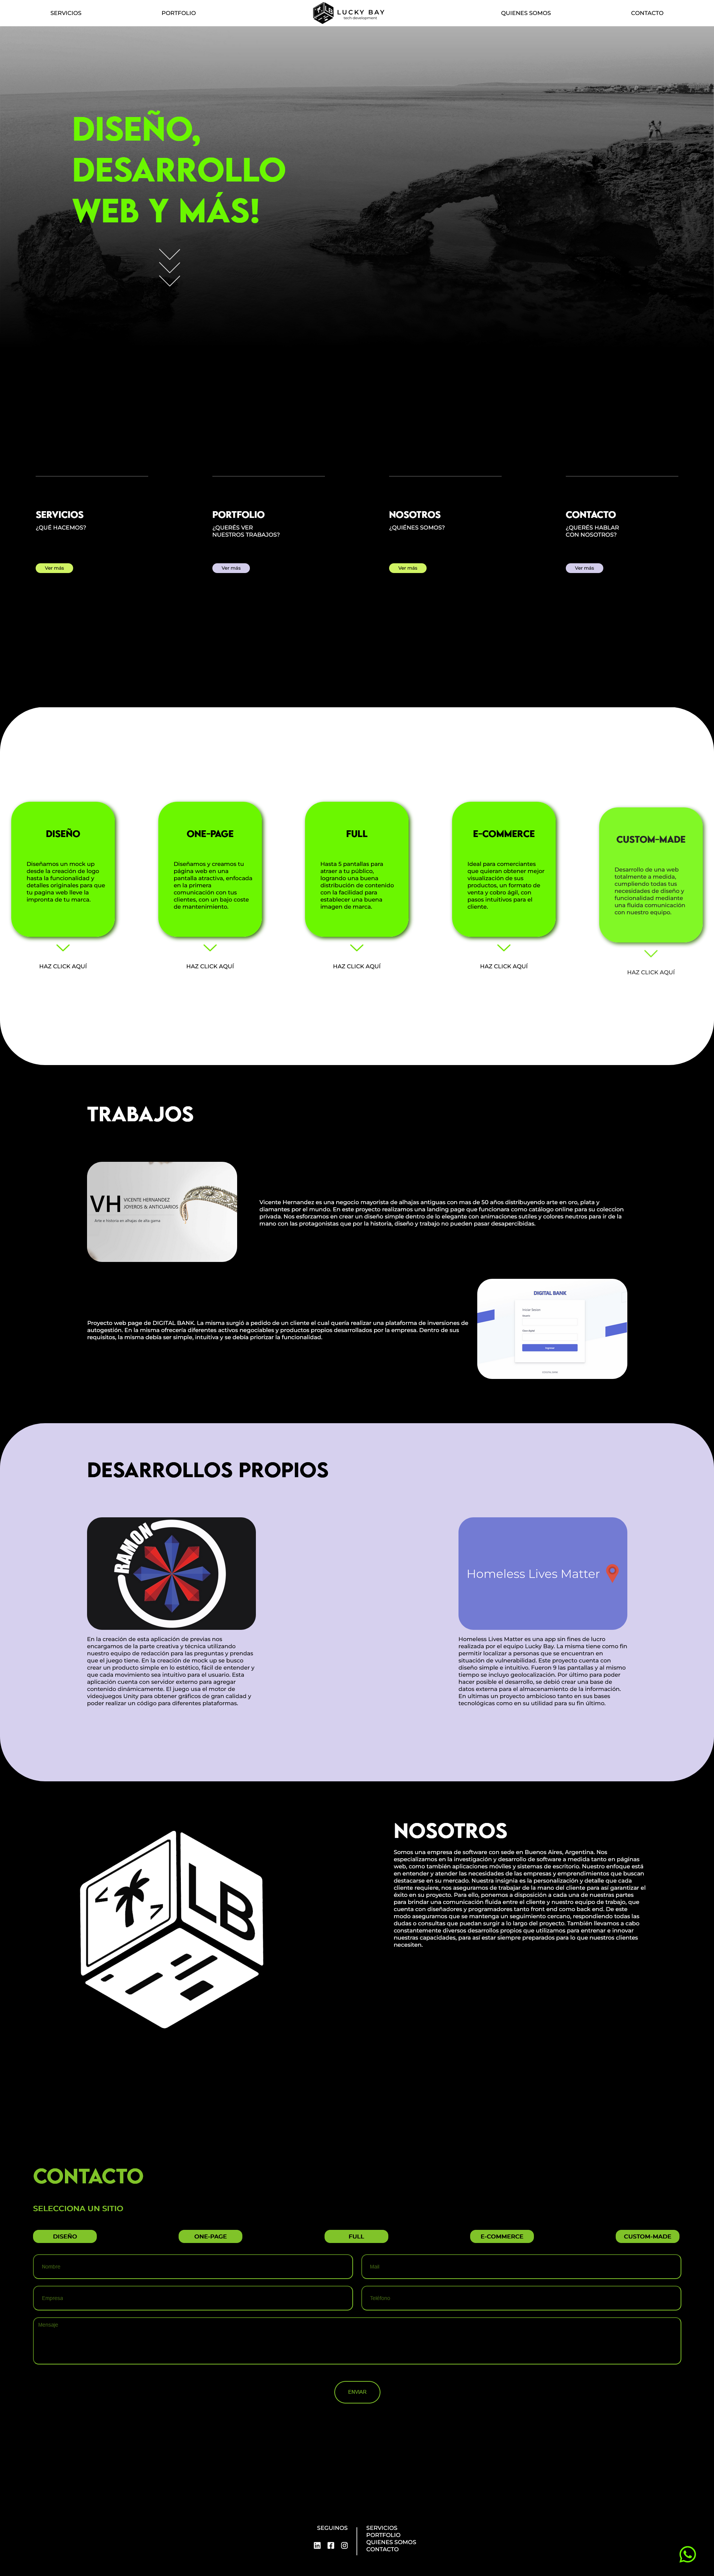 SERVICIOS
PORTFOLIO
LUCKY BAY
tech development
QUIENES SOMOS
CONTACTO
DISEÑO,
DESARROLLO
WEB Y MÁS!
SERVICIOS
¿QUÉ HACEMOS?
Ver más
PORTFOLIO
¿QUERÉS VER
NUESTROS TRABAJOS?
Ver más
NOSOTROS
¿QUIÉNES SOMOS?
Ver más
CONTACTO
¿QUERÉS HABLAR
CON NOSOTROS?
Ver más
DISEÑO
Diseñamos un mock up
desde la creación de logo
hasta la funcionalidad y
detalles originales para que
tu pagina web lleve la
impronta de tu marca.
HAZ CLICK AQUÍ
ONE-PAGE
Diseñamos y creamos tu
página web en una
pantalla atractiva, enfocada
en la primera
comunicación con tus
clientes, con un bajo coste
de mantenimiento.
HAZ CLICK AQUÍ
FULL
Hasta 5 pantallas para
atraer a tu público,
logrando una buena
distribución de contenido
con la facilidad para
establecer una buena
imagen de marca.
HAZ CLICK AQUÍ
E-COMMERCE
Ideal para comerciantes
que quieran obtener mejor
visualización de sus
productos, un formato de
venta y cobro ágil, con
pasos intuitivos para el
cliente.
HAZ CLICK AQUÍ
CUSTOM-MADE
Desarrollo de una web
totalmente a medida,
cumpliendo todas tus
necesidades de diseño y
funcionalidad mediante
una fluida comunicación
con nuestro equipo.
HAZ CLICK AQUÍ
TRABAJOS
VH
VICENTE HERNANDEZ
JOYEROS & ANTICUARIOS
Arte e historia en alhajas de alta gama
Vicente Hernandez es una negocio mayorista de alhajas antiguas con mas de 50 años distribuyendo arte en oro, plata y
diamantes por el mundo. En este proyecto realizamos una landing page que funcionara como catálogo online para su coleccion
privada. Nos esforzamos en crear un diseño simple dentro de lo elegante con animaciones sutiles y colores neutros para ir de la
mano con las protagonistas que por la historia, diseño y trabajo no pueden pasar desapercibidas.
Proyecto web page de DIGITAL BANK. La misma surgió a pedido de un cliente el cual quería realizar una plataforma de inversiones de
autogestión. En la misma ofrecería diferentes activos negociables y productos propios desarrollados por la empresa. Dentro de sus
requisitos, la misma debía ser simple, intuitiva y se debía priorizar la funcionalidad.
DIGITAL BANK
DESARROLLOS PROPIOS
RAMON
En la creación de esta aplicación de previas nos
encargamos de la parte creativa y técnica utilizando
nuestro equipo de redacción para las preguntas y prendas
que el juego tiene. En la creación de mock up se busco
crear un producto simple en lo estético, fácil de entender y
que cada movimiento sea intuitivo para el usuario. Esta
aplicación cuenta con servidor externo para agregar
contenido dinámicamente. El juego usa el motor de
videojuegos Unity para obtener gráficos de gran calidad y
poder realizar un código para diferentes plataformas.
Homeless Lives Matter
Homeless Lives Matter es una app sin fines de lucro
realizada por el equipo Lucky Bay. La misma tiene como fin
permitir localizar a personas que se encuentran en
situación de vulnerabilidad. Este proyecto cuenta con
diseño simple e intuitivo. Fueron 9 las pantallas y al mismo
tiempo se incluyo geolocalización. Por último para poder
hacer posible el desarrollo, se debió crear una base de
datos externa para el almacenamiento de la información.
En ultimas un proyecto ambicioso tanto en sus bases
tecnológicas como en su utilidad para su fin último.
LB
NOSOTROS
Somos una empresa de software con sede en Buenos Aires, Argentina. Nos
especializamos en la investigación y desarrollo de software a medida tanto en páginas
web, como también aplicaciones móviles y sistemas de escritorio. Nuestro enfoque está
en entender y atender las necesidades de las empresas y emprendimientos que buscan
destacarse en su mercado. Nuestra insignia es la personalización y detalle que cada
cliente requiere, nos aseguramos de trabajar de la mano del cliente para así garantizar el
éxito en su proyecto. Para ello, ponemos a disposición a cada una de nuestras partes
para brindar una comunicación fluida entre el cliente y nuestro equipo de trabajo, que
cuenta con diseñadores y programadores tanto front end como back end. De este
modo aseguramos que se mantenga un seguimiento cercano, respondiendo todas las
dudas o consultas que puedan surgir a lo largo del proyecto. También llevamos a cabo
constantemente diversos desarrollos propios que utilizamos para entrenar e innovar
nuestras capacidades, para así estar siempre preparados para lo que nuestros clientes
necesiten.
CONTACTO
SELECCIONA UN SITIO
DISEÑO
ONE-PAGE
FULL
E-COMMERCE
CUSTOM-MADE
Nombre
Mail
Empresa
Teléfono
Mensaje
ENVIAR
SEGUINOS
SERVICIOS
PORTFOLIO
QUIENES SOMOS
CONTACTO